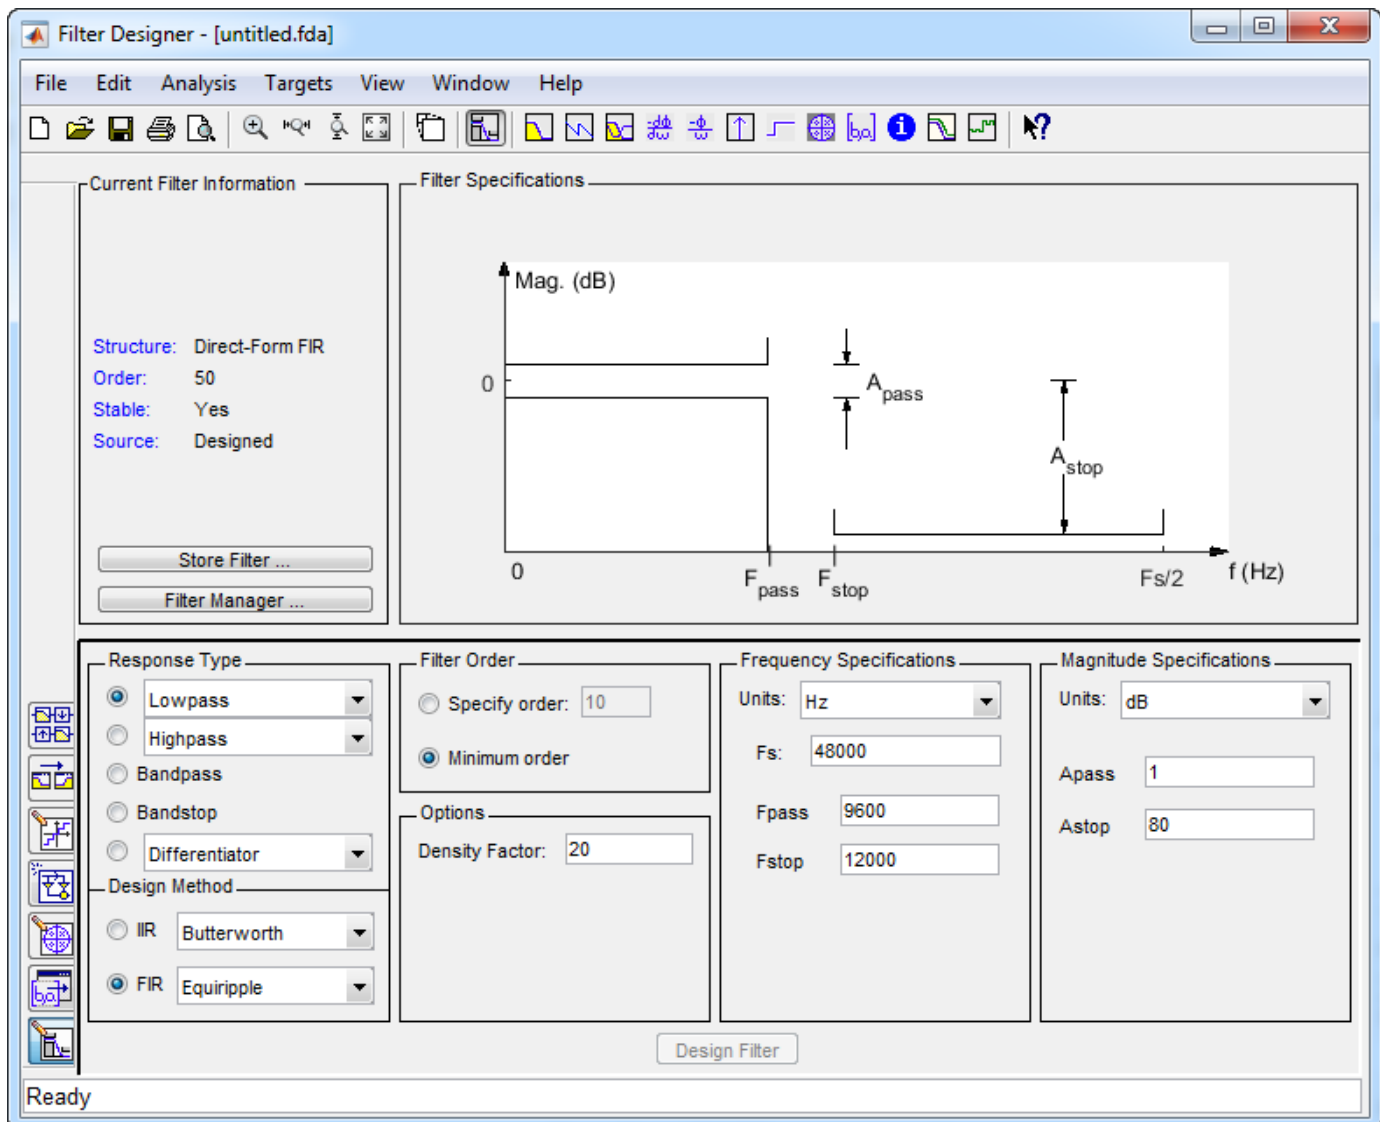 Filter Designer - [untitled.fda]
File Edit Analysis Targets View Window Help
Current Filter Information
Structure: Direct-Form FIR
Order: 50
Stable: Yes
Source: Designed
Store Filter ...
Filter Manager ...
Filter Specifications
Mag. (dB)
0
Apass
Astop
0
Fpass
Fstop
Fs/2
f (Hz)
Response Type
Lowpass
Highpass
Bandpass
Bandstop
Differentiator
Design Method
IIR Butterworth
FIR Equiripple
Filter Order
Specify order: 10
Minimum order
Options
Density Factor: 20
Frequency Specifications
Units: Hz
Fs: 48000
Fpass 9600
Fstop 12000
Magnitude Specifications
Units: dB
Apass 1
Astop 80
Design Filter
Ready